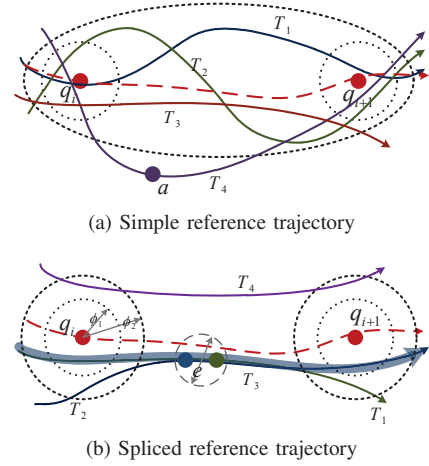 T₁
T₂
qᵢ
qᵢ₊₁
T₃
a
T₄
(a) Simple reference trajectory
T₄
qᵢ
ϕ₁
ϕ₂
qᵢ₊₁
e
T₃
T₂
T₁
(b) Spliced reference trajectory